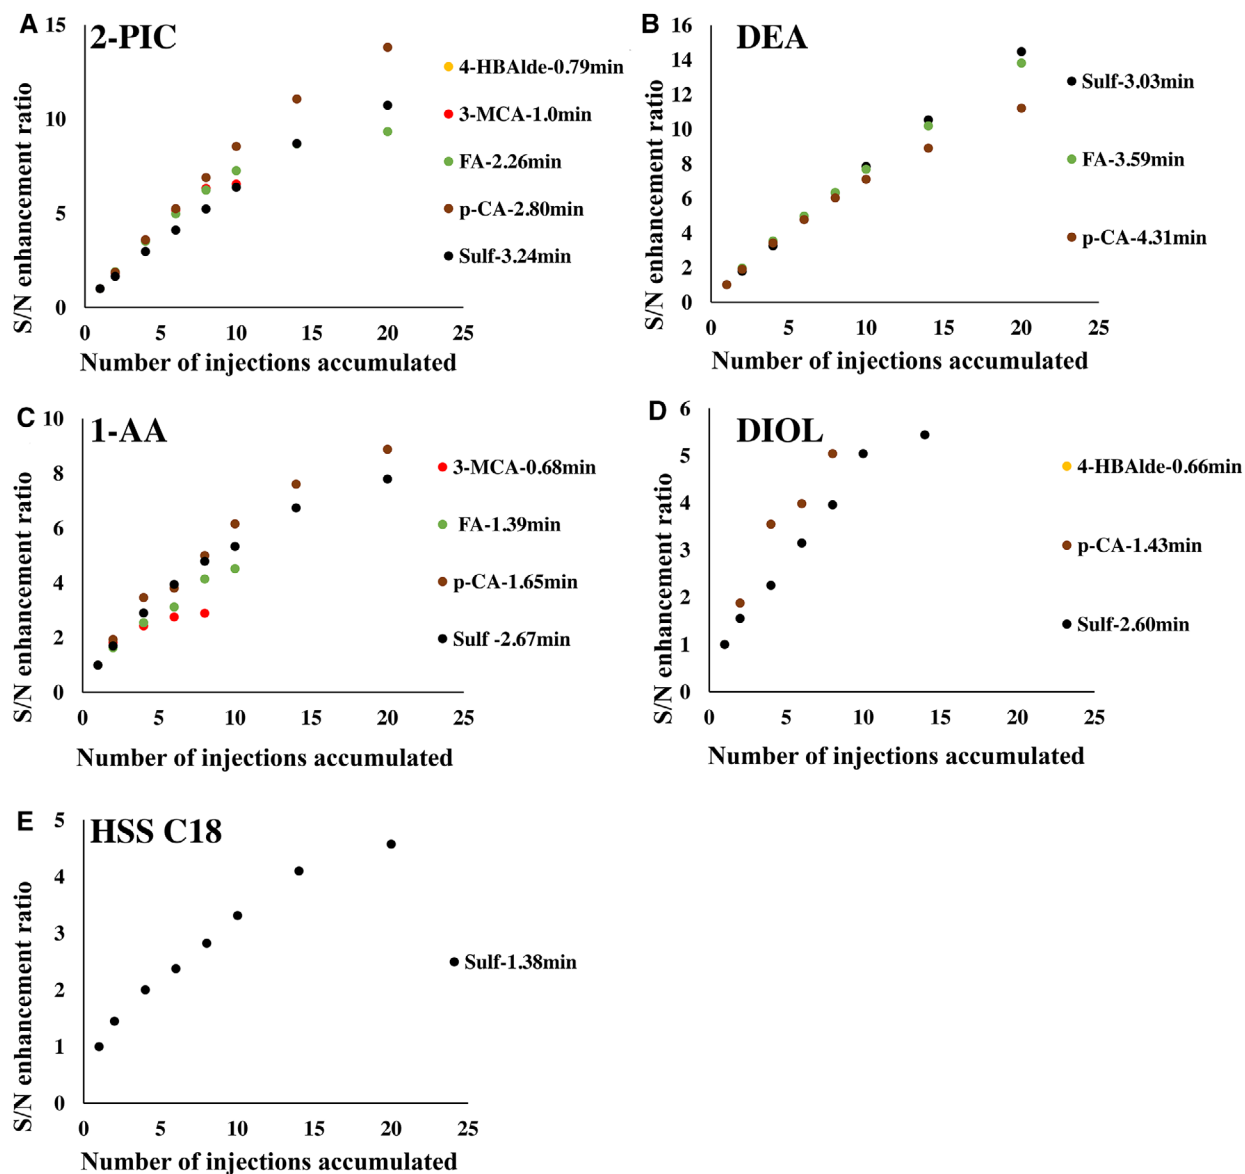 A
2-PIC
S/N enhancement ratio
15
10
5
0
0 5 10 15 20 25
Number of injections accumulated
4-HBAlde-0.79min
3-MCA-1.0min
FA-2.26min
p-CA-2.80min
Sulf-3.24min
B
DEA
S/N enhancement ratio
16
14
12
10
8
6
4
2
0
0 5 10 15 20 25
Number of injections accumulated
Sulf-3.03min
FA-3.59min
p-CA-4.31min
C
1-AA
S/N enhancement ratio
10
8
6
4
2
0
0 5 10 15 20 25
Number of injections accumulated
3-MCA-0.68min
FA-1.39min
p-CA-1.65min
Sulf -2.67min
D
DIOL
S/N enhancement ratio
6
5
4
3
2
1
0
0 5 10 15 20 25
Number of injections accumulated
4-HBAlde-0.66min
p-CA-1.43min
Sulf-2.60min
E
HSS C18
S/N enhancement ratio
5
4
3
2
1
0
0 5 10 15 20 25
Number of injections accumulated
Sulf-1.38min